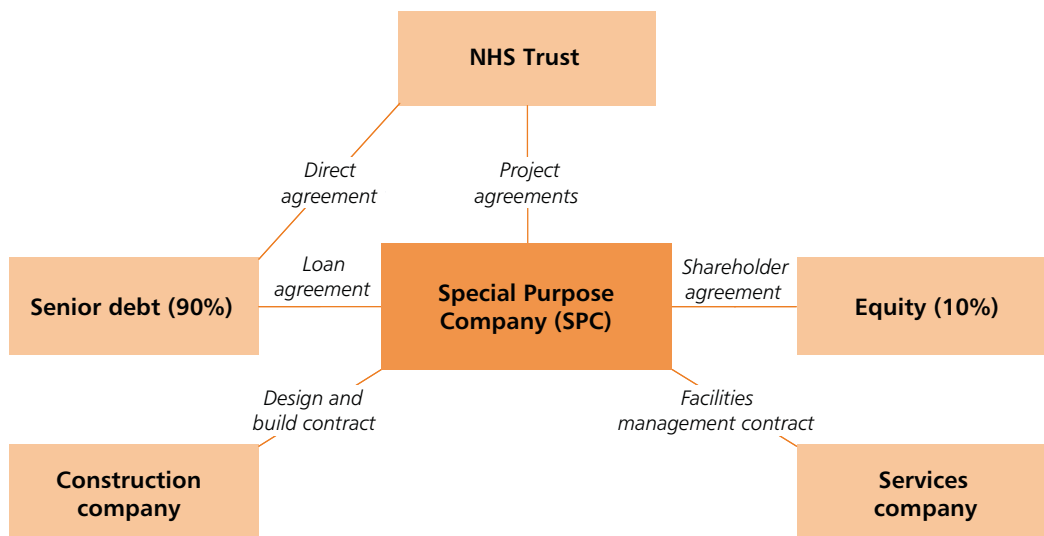 NHS Trust
Direct
agreement
Project
agreements
Senior debt (90%)
Loan
agreement
Special Purpose
Company (SPC)
Shareholder
agreement
Equity (10%)
Design and
build contract
Facilities
management contract
Construction
company
Services
company